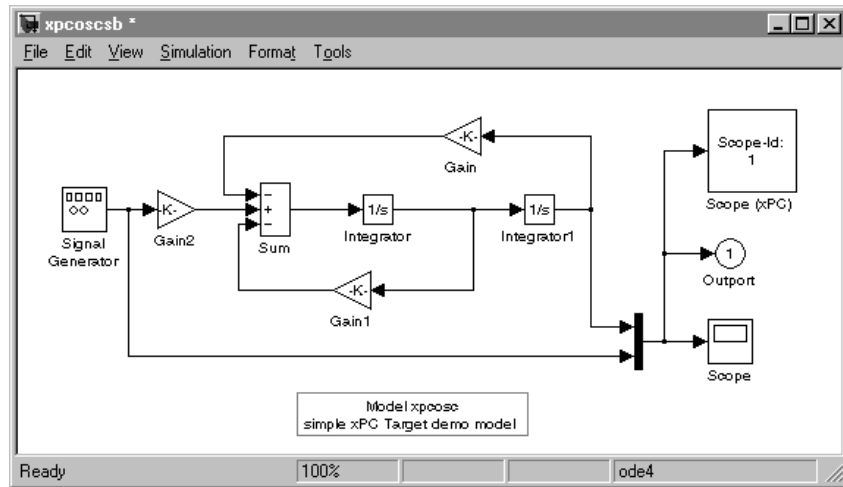 xpcoscsb *
File Edit View Simulation Format Tools
-K-
Gain
Scope-Id:
1
Scope (xPC)
Signal
Generator
-K-
Gain2
−
+
−
Sum
1/s
Integrator
1/s
Integrator1
1
Outport
-K-
Gain1
Scope
Model xpcosc
simple xPC Target demo model
Ready 100% ode4